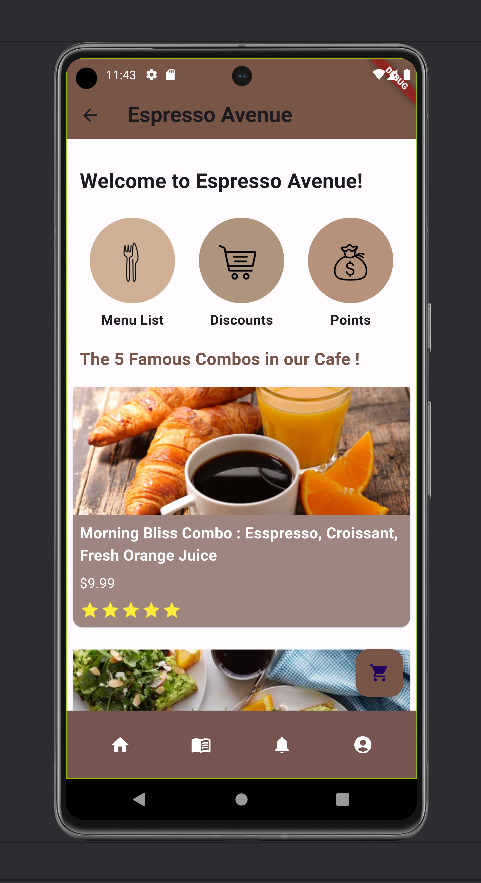 11:43
DEBUG
Espresso Avenue
Welcome to Espresso Avenue!
$
Menu List
Discounts
Points
The 5 Famous Combos in our Cafe !
Morning Bliss Combo : Esspresso, Croissant,
Fresh Orange Juice
$9.99